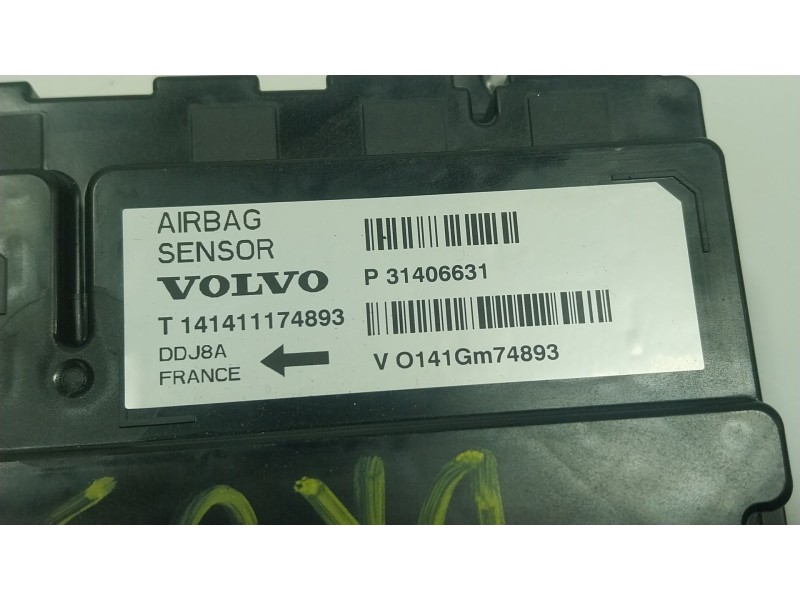 AIRBAG
SENSOR
VOLVO
P 31406631
T 141411174893
DDJ8A
FRANCE
V O141Gm74893